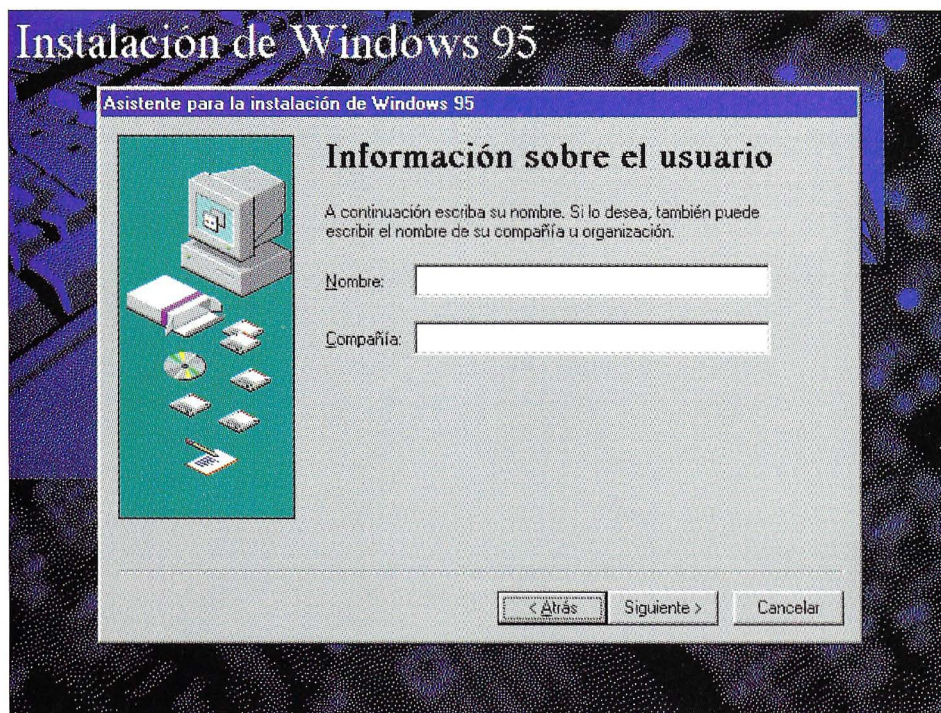 Instalación de Windows 95
Asistente para la instalación de Windows 95
Información sobre el usuario
A continuación escriba su nombre. Si lo desea, también puede
escribir el nombre de su compañía u organización.
Nombre:
Compañía:
< Atrás
Siguiente >
Cancelar